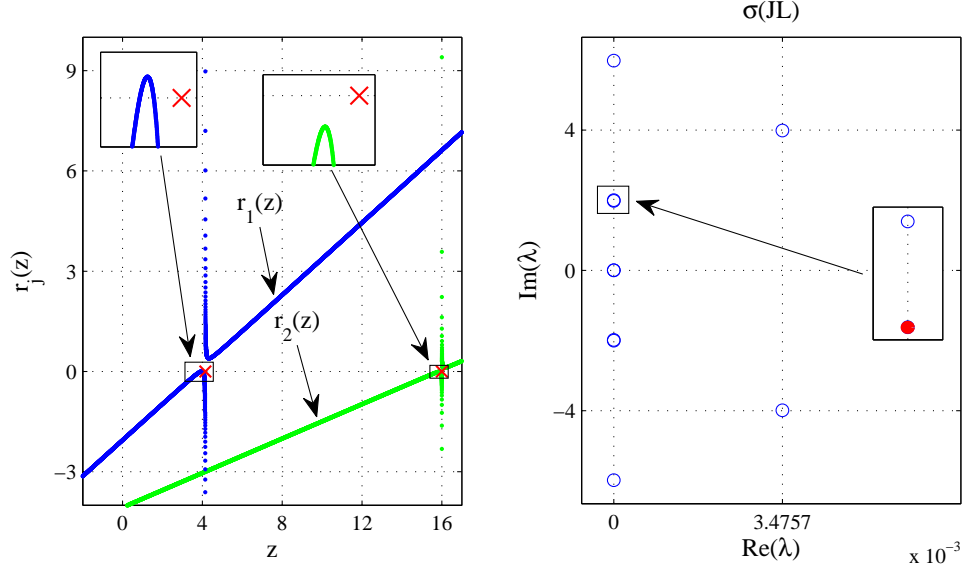 σ(JL)
9
6
3
0
−3
r_j(z)
r_1(z)
r_2(z)
0
4
8
12
16
z
4
0
−4
Im(λ)
0
3.4757
x 10^−3
Re(λ)